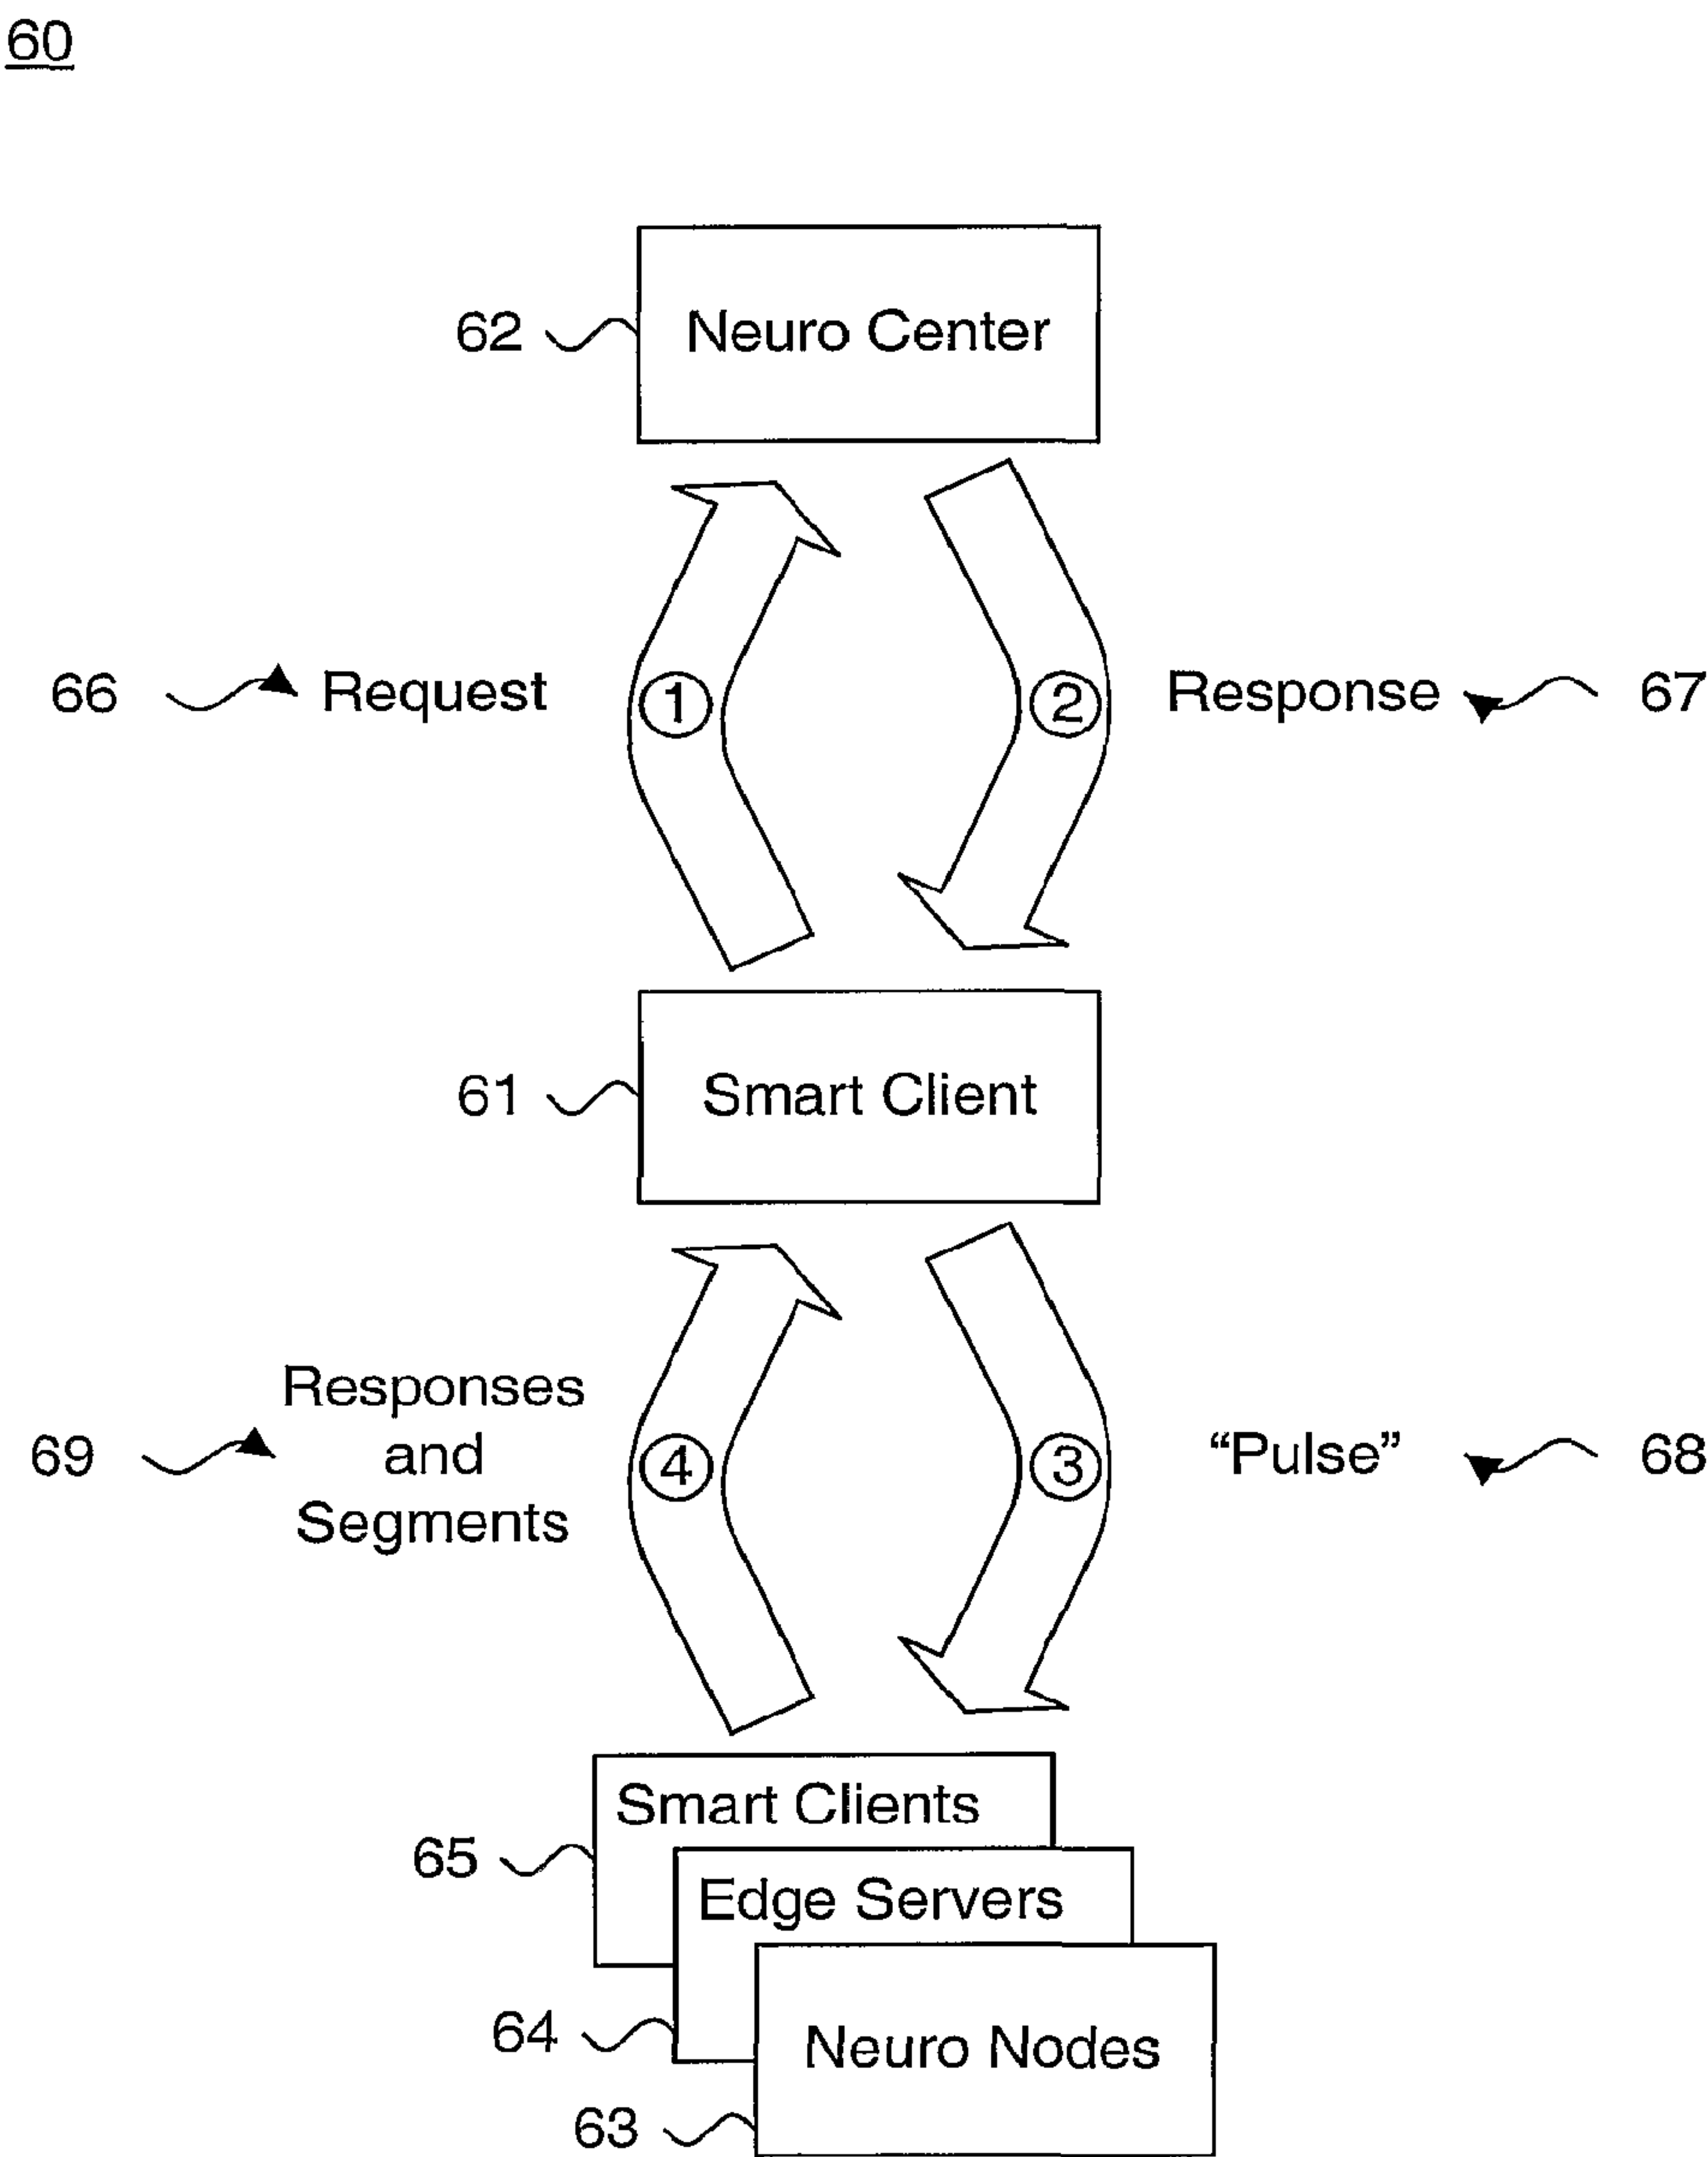 60
62 Neuro Center
66 Request 1 2 Response 67
61 Smart Client
Responses
69 and 4 3 “Pulse” 68
Segments
Smart Clients
65
Edge Servers
64 Neuro Nodes
63